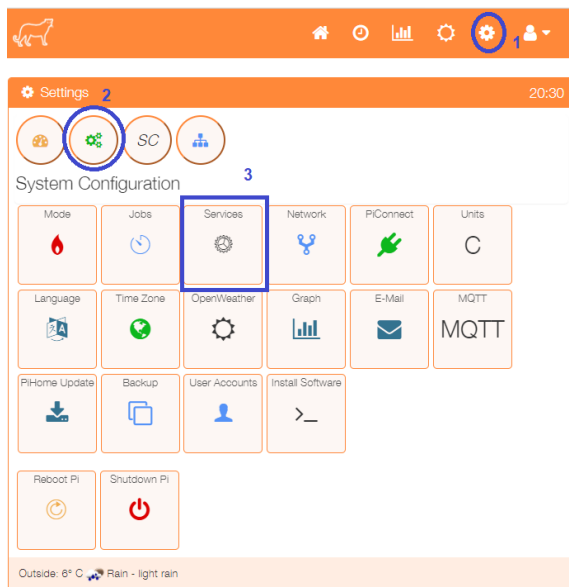 1
Settings 2 20:30
SC
System Configuration 3
Mode Jobs Services Network PiConnect Units
C
Language Time Zone OpenWeather Graph E-Mail MQTT
MQTT
PiHome Update Backup User Accounts Install Software
>_
Reboot Pi Shutdown Pi
Outside: 6° C Rain - light rain